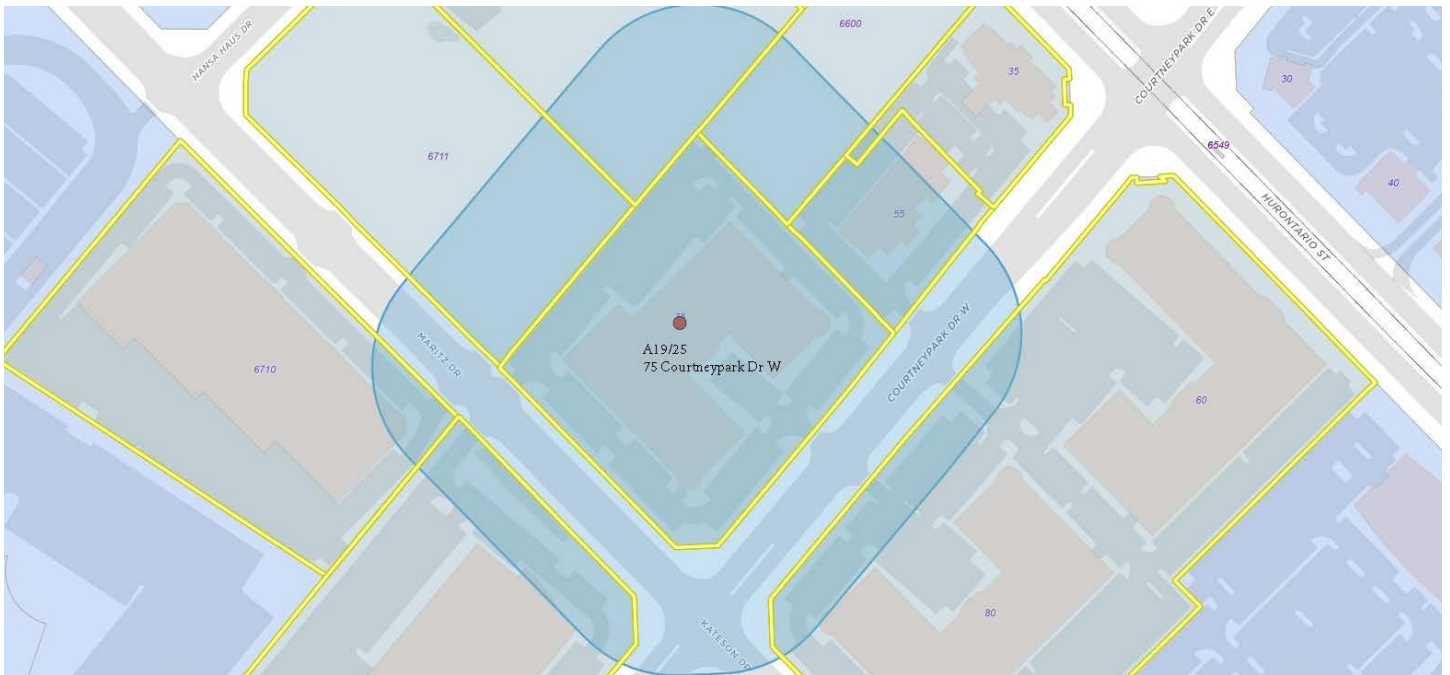 HANSA HAUS DR
6600
35
COURTNEYPARK DR E
30
6549
40
6711
HURONTARIO ST
55
A19/25
75 Courtneypark Dr W
MARITZ DR
COURTNEYPARK DR W
6710
60
80
KATESON DR